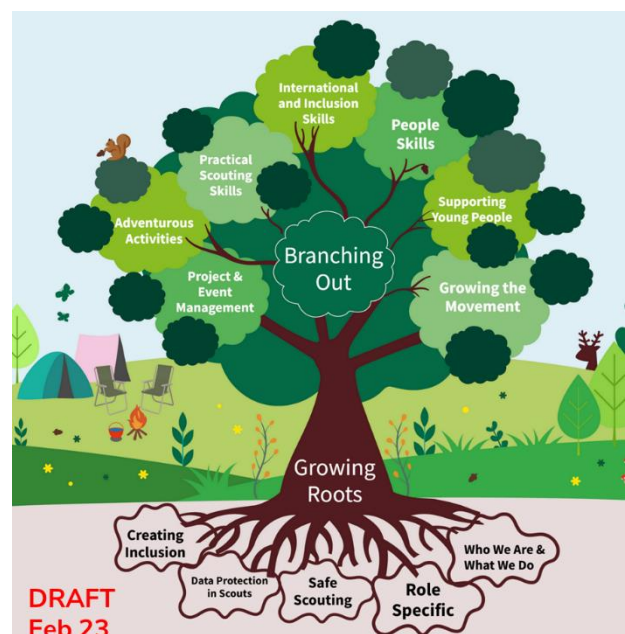 International
and Inclusion
Skills
People
Skills
Practical
Scouting
Skills
Supporting
Young People
Adventurous
Activities
Branching
Out
Project &
Event
Management
Growing the
Movement
Growing
Roots
Creating
Inclusion
Data Protection
in Scouts
Safe
Scouting
Role
Specific
Who We Are &
What We Do
DRAFT
Feb 23